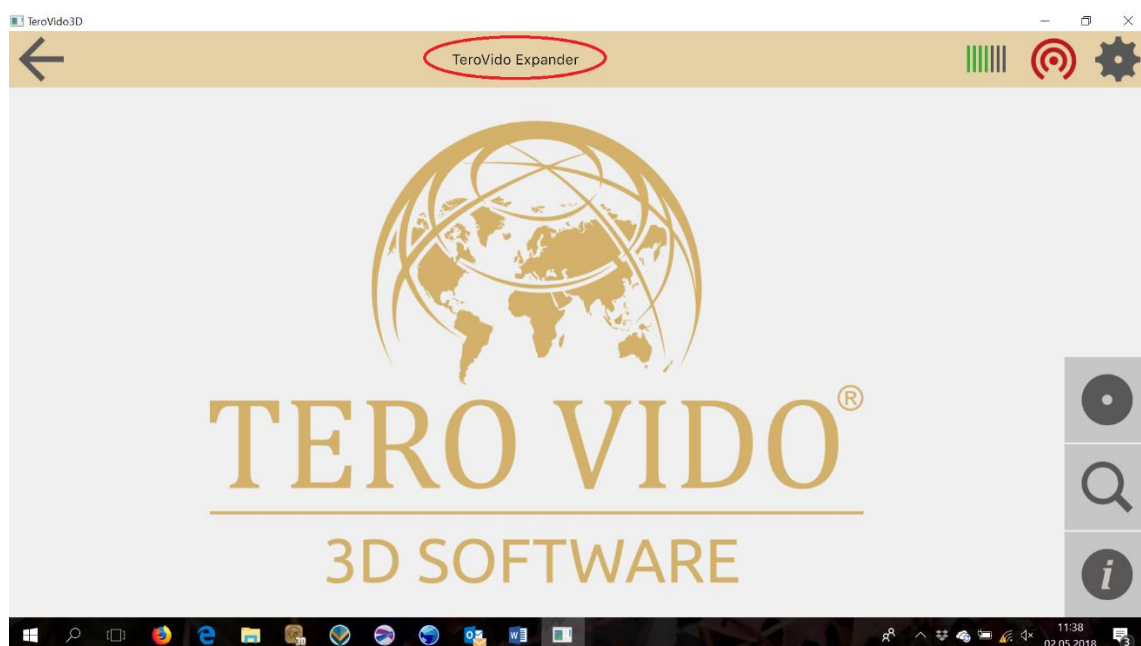 TeroVido3D
TeroVido Expander
TERO VIDO®
3D SOFTWARE
i
11:38
02.05.2018